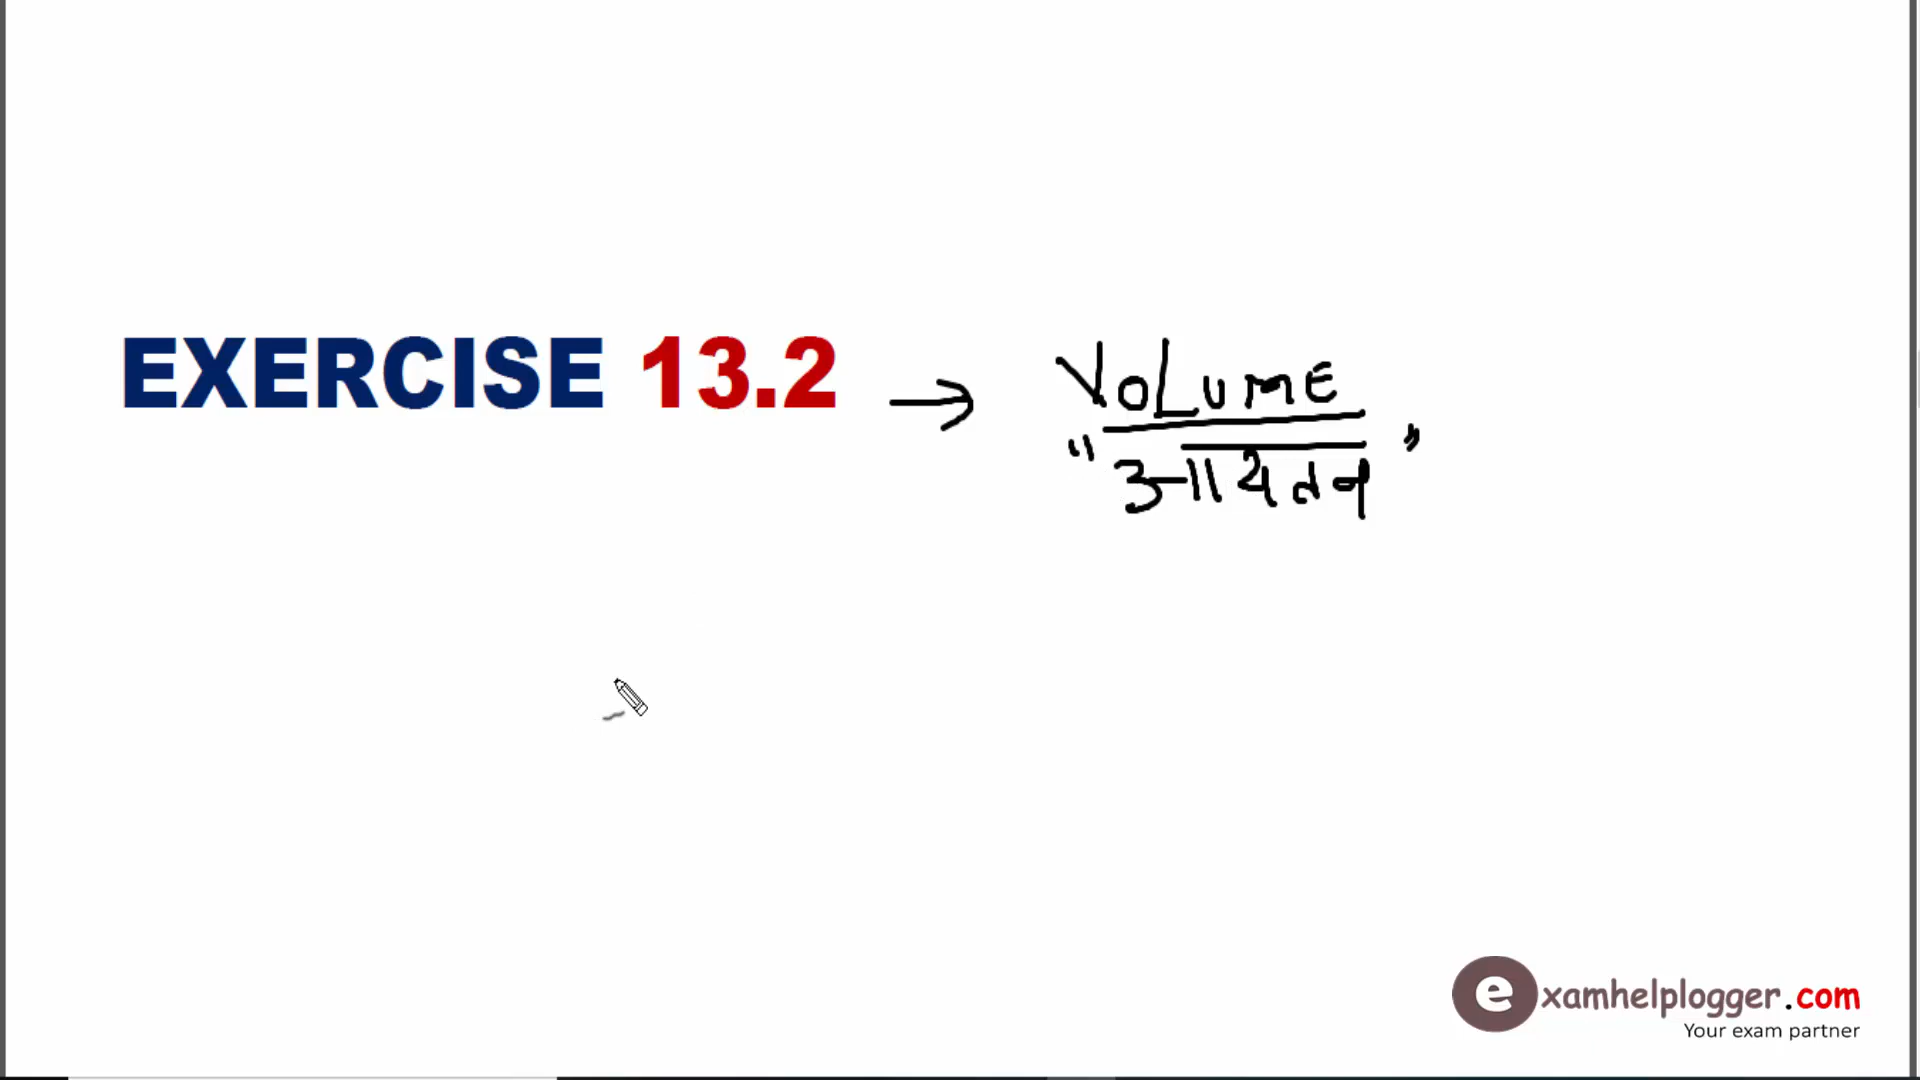 EXERCISE 13.2 → VOLUME
"आयतन"
examhelplogger.com
Your exam partner